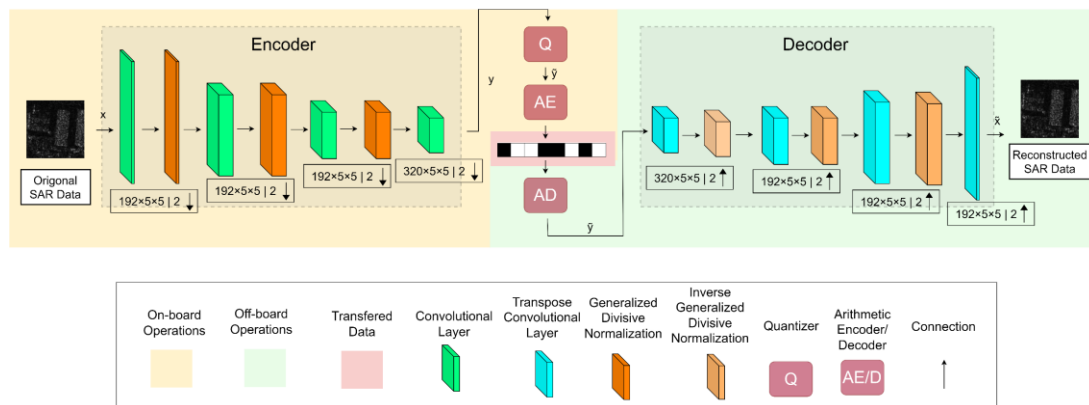 Encoder
Decoder
x
y
Q
ŷ
AE
AD
ŷ
x̂
Origonal
SAR Data
192×5×5 | 2
192×5×5 | 2
192×5×5 | 2
320×5×5 | 2
320×5×5 | 2
192×5×5 | 2
192×5×5 | 2
192×5×5 | 2
Reconstructed
SAR Data
On-board
Operations
Off-board
Operations
Transfered
Data
Convolutional
Layer
Transpose
Convolutional
Layer
Generalized
Divisive
Normalization
Inverse
Generalized
Divisive
Normalization
Quantizer
Arithmetic
Encoder/
Decoder
Connection
Q
AE/D